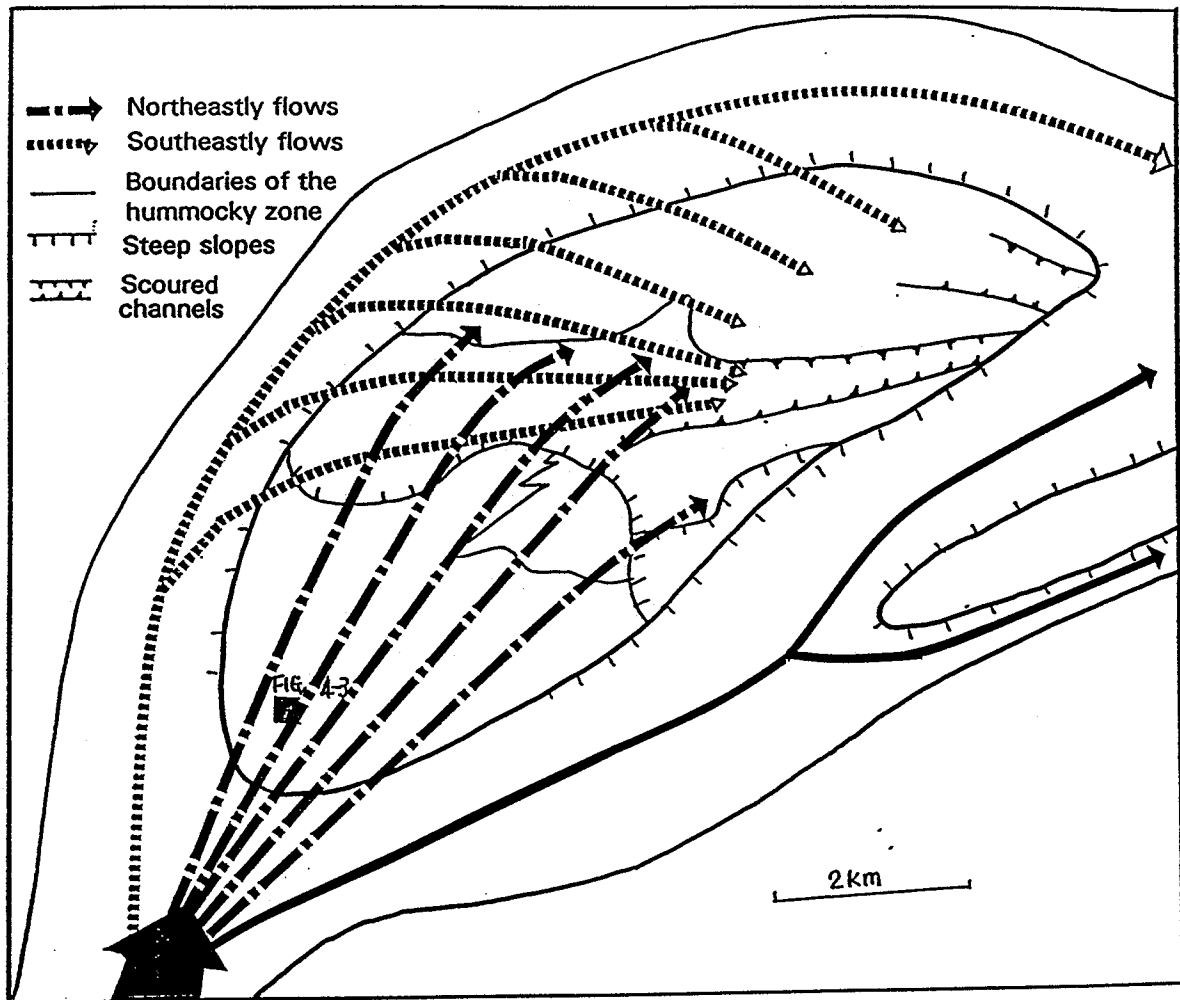 Northeastly flows
Southeastly flows
Boundaries of the
hummocky zone
Steep slopes
Scoured
channels
FIG 4-3
2Km